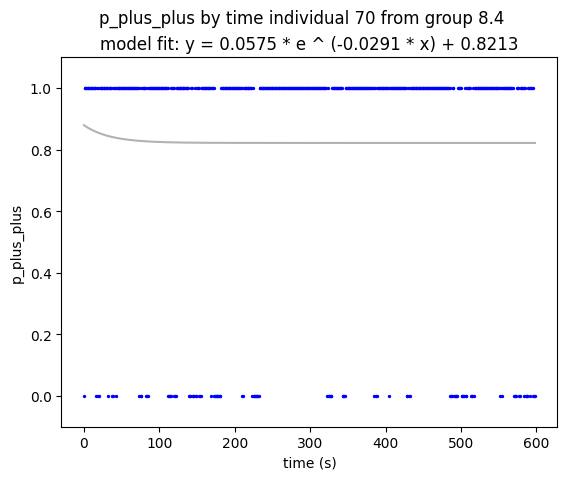 p_plus_plus by time individual 70 from group 8.4
model fit: y = 0.0575 * e ^ (-0.0291 * x) + 0.8213
1.0
0.8
0.6
0.4
0.2
0.0
p_plus_plus
0 100 200 300 400 500 600
time (s)